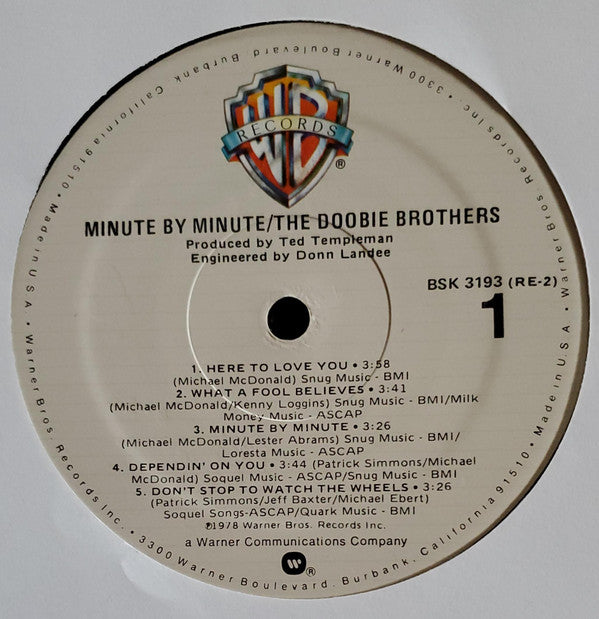 WB
RECORDS
®
MINUTE BY MINUTE/THE DOOBIE BROTHERS
Produced by Ted Templeman
Engineered by Donn Landee
BSK 3193 (RE-2)
1
1. HERE TO LOVE YOU • 3:58
(Michael McDonald) Snug Music - BMI
2. WHAT A FOOL BELIEVES • 3:41
(Michael McDonald/Kenny Loggins) Snug Music - BMI/Milk
Money Music - ASCAP
3. MINUTE BY MINUTE • 3:26
(Michael McDonald/Lester Abrams) Snug Music - BMI/
Loresta Music - ASCAP
4. DEPENDIN' ON YOU • 3:44 (Patrick Simmons/Michael
McDonald) Soquel Music - ASCAP/Snug Music - BMI
5. DON'T STOP TO WATCH THE WHEELS • 3:26
(Patrick Simmons/Jeff Baxter/Michael Ebert)
Soquel Songs-ASCAP/Quark Music - BMI
℗1978 Warner Bros. Records Inc.
a Warner Communications Company
®
Warner Bros. Records Inc. • 3300 Warner Boulevard, Burbank, California 91510 • Made in U.S.A. • Warner Bros. Records Inc. • 3300 Warner Boulevard, Burbank, California 91510 • Made in U.S.A. •